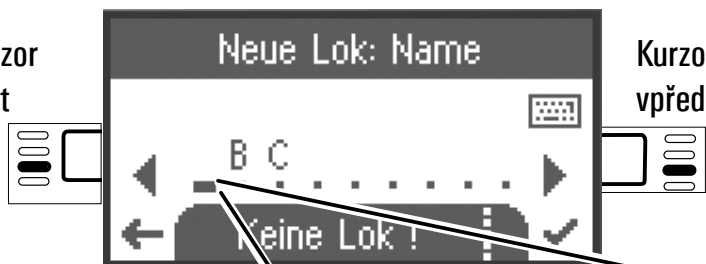 Neue Lok: Name
zor
t
Kurzo
vpřed
B C
Keine Lok !